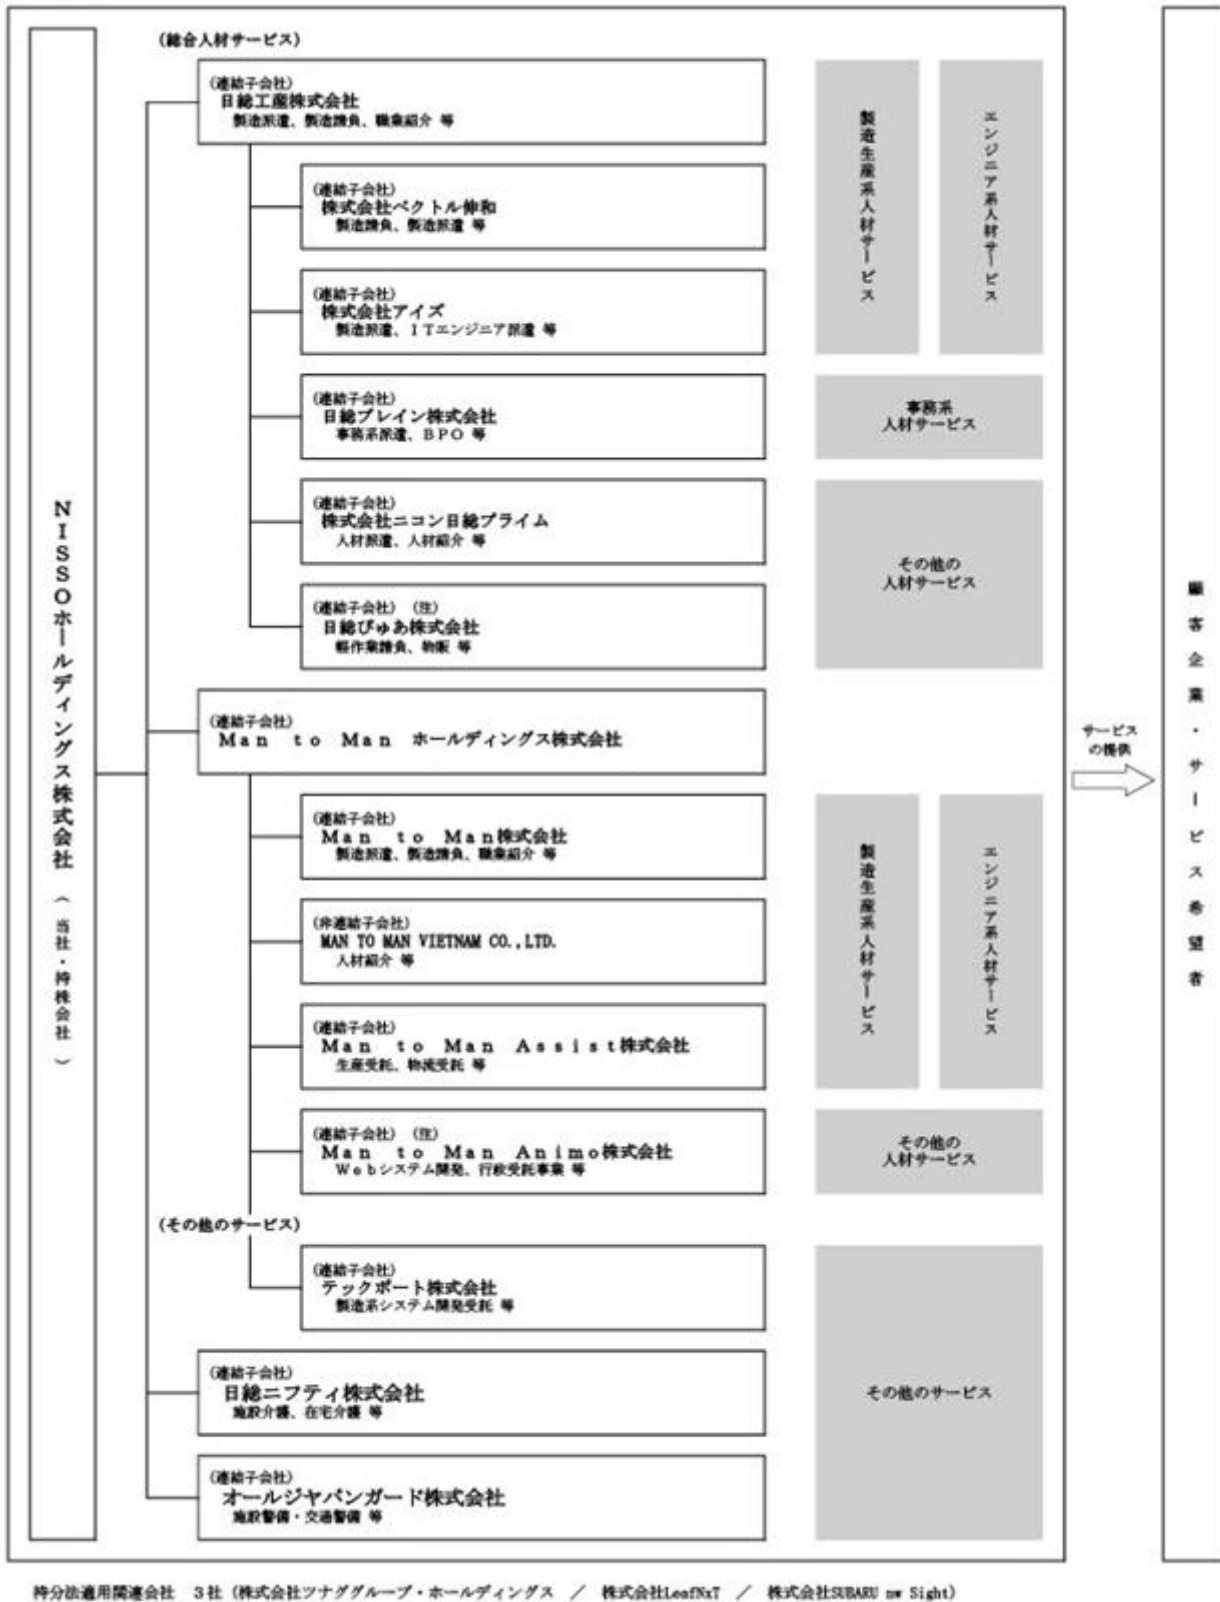 NISSOホールディングス株式会社（当社・持株会社）
(総合人材サービス)
(連結子会社)
日総工産株式会社
製造派遣、製造請負、職業紹介 等
(連結子会社)
株式会社ベクトル伸和
製造請負、製造派遣 等
(連結子会社)
株式会社アイズ
製造派遣、ITエンジニア派遣 等
製造生産系人材サービス
エンジニア系人材サービス
(連結子会社)
日総ブレイン株式会社
事務系派遣、BPO 等
事務系
人材サービス
(連結子会社)
株式会社ニコン日総プライム
人材派遣、人材紹介 等
(連結子会社) (注)
日総ぴゅあ株式会社
軽作業請負、物販 等
その他の
人材サービス
(連結子会社)
Man to Man ホールディングス株式会社
(連結子会社)
Man to Man株式会社
製造派遣、製造請負、職業紹介 等
(非連結子会社)
MAN TO MAN VIETNAM CO.,LTD.
人材紹介 等
(連結子会社)
Man to Man Assist株式会社
生産受託、物流受託 等
製造生産系人材サービス
エンジニア系人材サービス
(連結子会社) (注)
Man to Man Animo株式会社
Webシステム開発、行政受託事業 等
その他の
人材サービス
(その他のサービス)
(連結子会社)
テックポート株式会社
製造系システム開発受託 等
(連結子会社)
日総ニフティ株式会社
施設介護、在宅介護 等
(連結子会社)
オールジャパンガード株式会社
施設警備・交通警備 等
その他のサービス
サービス
の提供
顧客企業・サービス希望者
持分法適用関連会社 3社 (株式会社ツナググループ・ホールディングス ／ 株式会社LeafNxT ／ 株式会社SUBARU nw Sight)